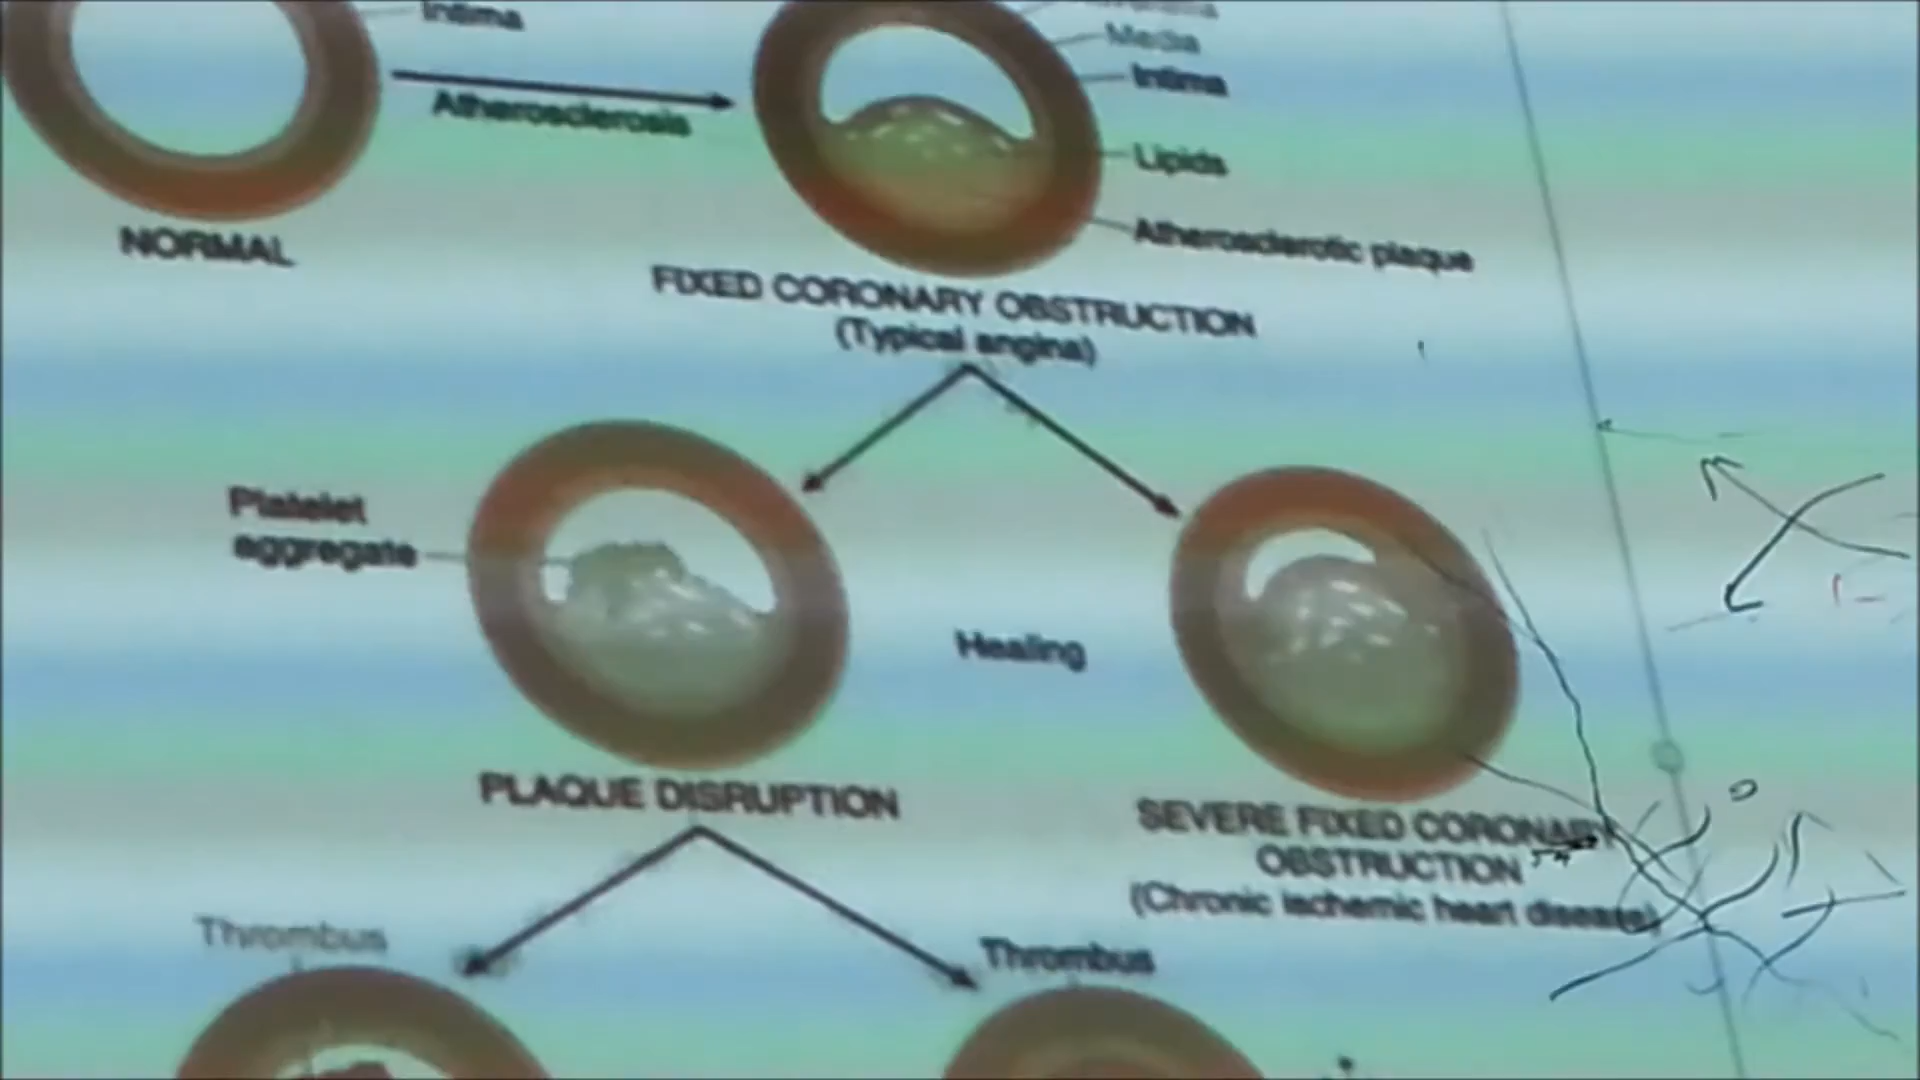 Intima
Media
Intima
Atherosclerosis
Lipids
Atherosclerotic plaque
NORMAL
FIXED CORONARY OBSTRUCTION
(Typical angina)
Platelet
aggregate
Healing
PLAQUE DISRUPTION
SEVERE FIXED CORONARY
OBSTRUCTION
(Chronic ischemic heart disease)
Thrombus
Thrombus